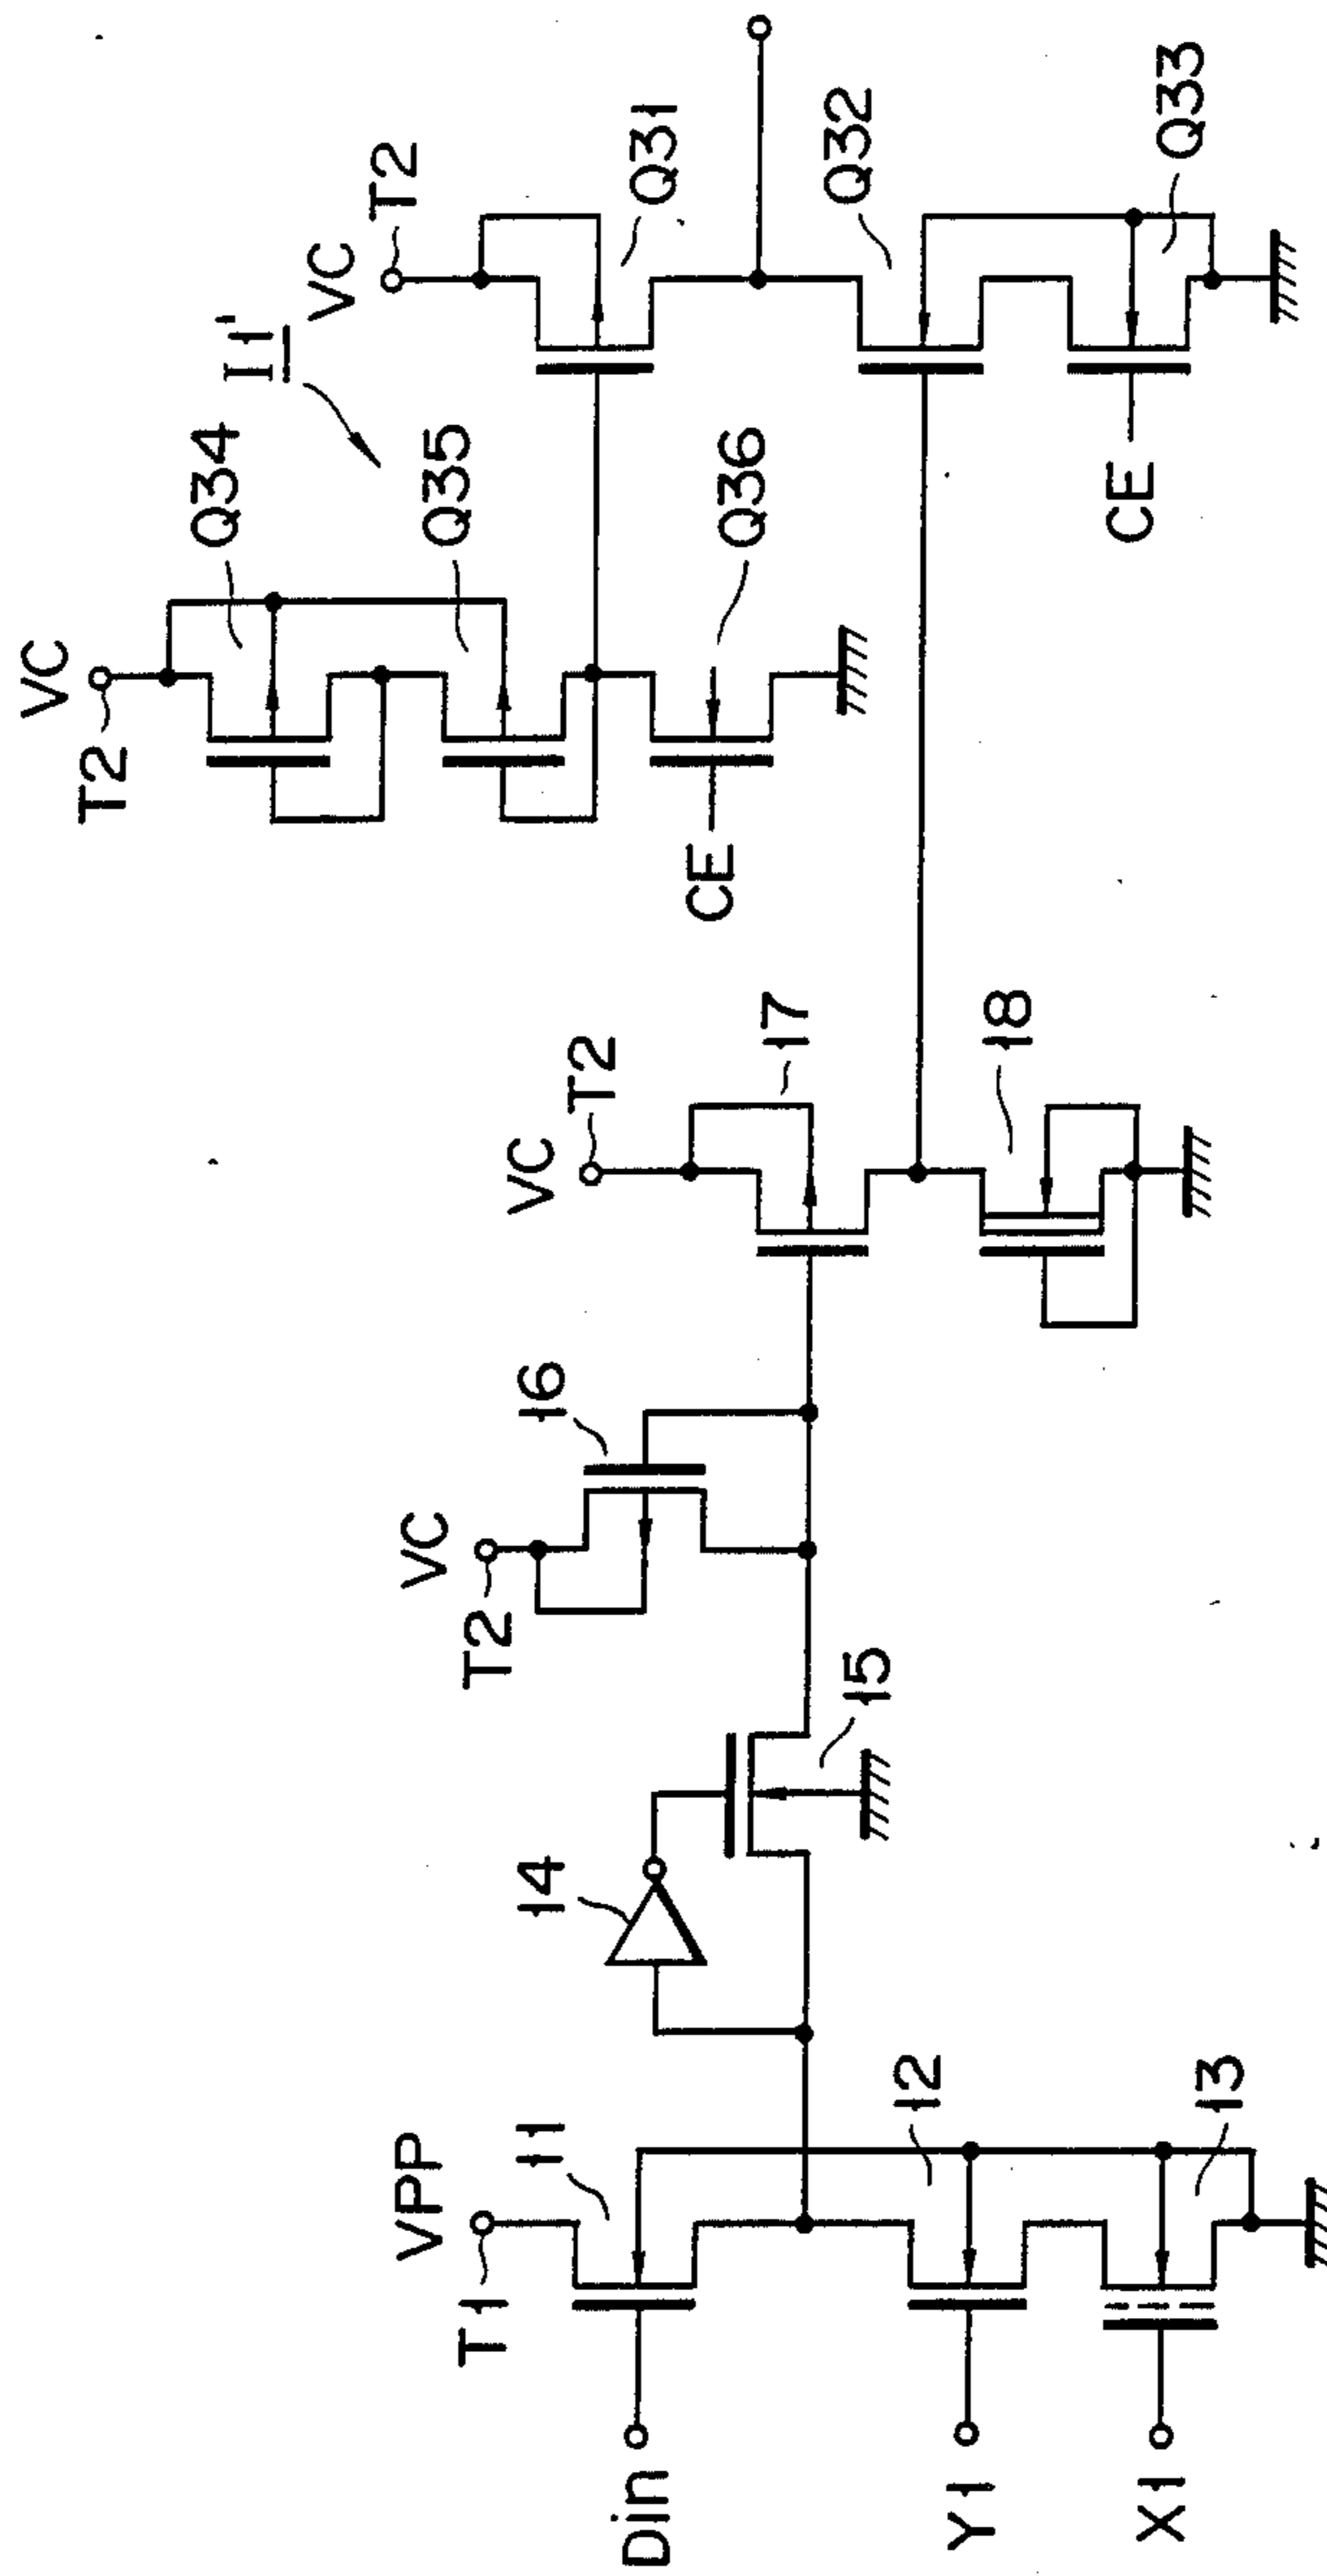 VC
T2
Q31
Q32
Q33
CE
I1'
VC
T2
Q34
Q35
Q36
CE
VC
T2
17
18
VC
T2
16
15
14
VPP
T1
11
12
13
Din
Y1
X1